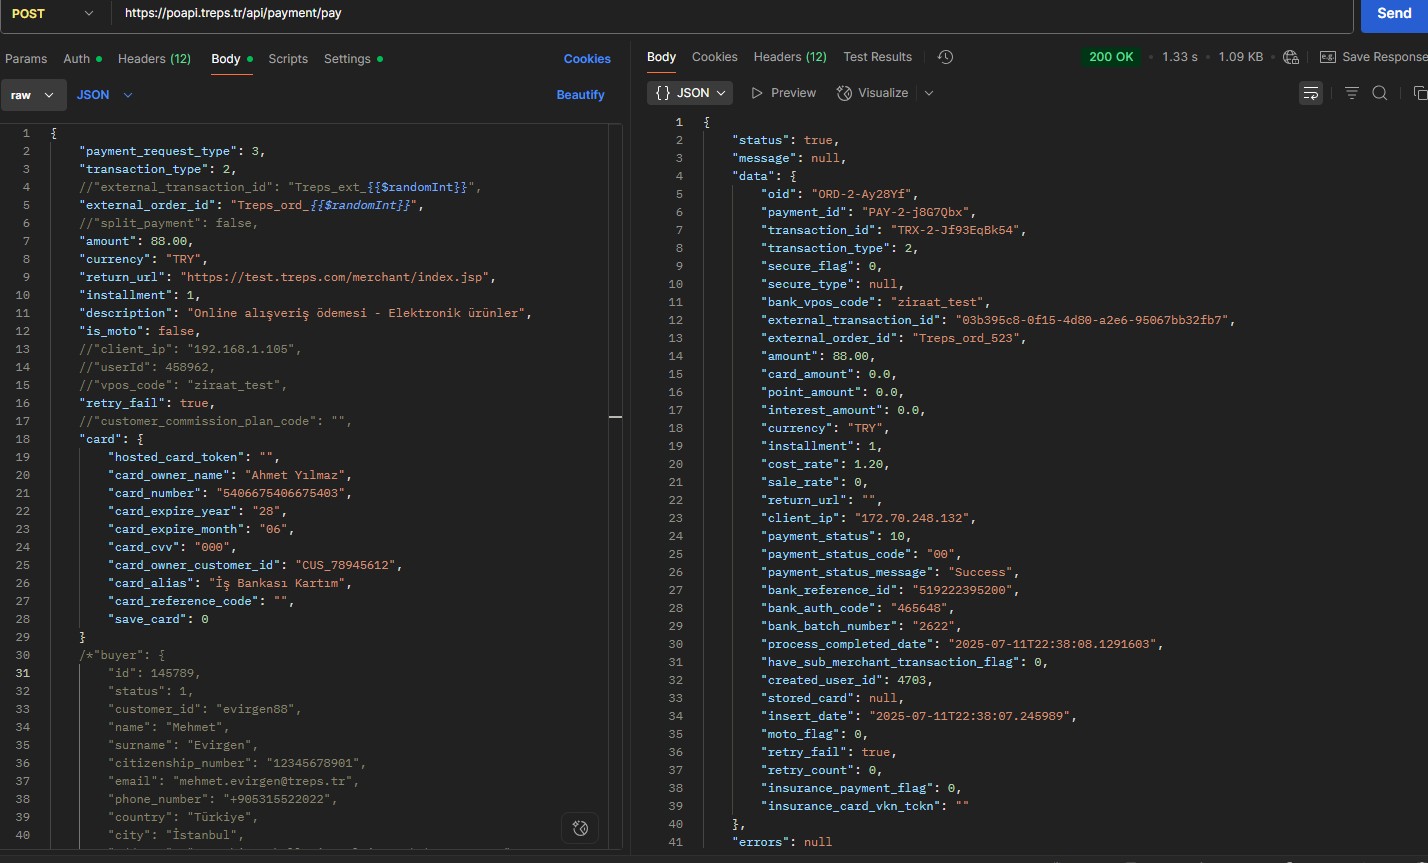 POST https://poapi.treps.tr/api/payment/pay Send
Params Auth Headers (12) Body Scripts Settings Cookies
raw JSON Beautify
1 {
2 "payment_request_type": 3,
3 "transaction_type": 2,
4 //"external_transaction_id": "Treps_ext_{{$randomInt}}",
5 "external_order_id": "Treps_ord_{{$randomInt}}",
6 //"split_payment": false,
7 "amount": 88.00,
8 "currency": "TRY",
9 "return_url": "https://test.treps.com/merchant/index.jsp",
10 "installment": 1,
11 "description": "Online alışveriş ödemesi - Elektronik ürünler",
12 "is_moto": false,
13 //"client_ip": "192.168.1.105",
14 //"userId": 458962,
15 //"vpos_code": "ziraat_test",
16 "retry_fail": true,
17 //"customer_commission_plan_code": "",
18 "card": {
19 "hosted_card_token": "",
20 "card_owner_name": "Ahmet Yılmaz",
21 "card_number": "5406675406675403",
22 "card_expire_year": "28",
23 "card_expire_month": "06",
24 "card_cvv": "000",
25 "card_owner_customer_id": "CUS_78945612",
26 "card_alias": "İş Bankası Kartım",
27 "card_reference_code": "",
28 "save_card": 0
29 }
30 /*"buyer": {
31 "id": 145789,
32 "status": 1,
33 "customer_id": "evirgen88",
34 "name": "Mehmet",
35 "surname": "Evirgen",
36 "citizenship_number": "12345678901",
37 "email": "mehmet.evirgen@treps.tr",
38 "phone_number": "+905315522022",
39 "country": "Türkiye",
40 "city": "İstanbul",
Body Cookies Headers (12) Test Results 200 OK • 1.33 s • 1.09 KB • e.g. Save Response
{} JSON Preview Visualize
1 {
2 "status": true,
3 "message": null,
4 "data": {
5 "oid": "ORD-2-Ay28Yf",
6 "payment_id": "PAY-2-j8G7Qbx",
7 "transaction_id": "TRX-2-Jf93EqBk54",
8 "transaction_type": 2,
9 "secure_flag": 0,
10 "secure_type": null,
11 "bank_vpos_code": "ziraat_test",
12 "external_transaction_id": "03b395c8-0f15-4d80-a2e6-95067bb32fb7",
13 "external_order_id": "Treps_ord_523",
14 "amount": 88.00,
15 "card_amount": 0.0,
16 "point_amount": 0.0,
17 "interest_amount": 0.0,
18 "currency": "TRY",
19 "installment": 1,
20 "cost_rate": 1.20,
21 "sale_rate": 0,
22 "return_url": "",
23 "client_ip": "172.70.248.132",
24 "payment_status": 10,
25 "payment_status_code": "00",
26 "payment_status_message": "Success",
27 "bank_reference_id": "519222395200",
28 "bank_auth_code": "465648",
29 "bank_batch_number": "2622",
30 "process_completed_date": "2025-07-11T22:38:08.1291603",
31 "have_sub_merchant_transaction_flag": 0,
32 "created_user_id": 4703,
33 "stored_card": null,
34 "insert_date": "2025-07-11T22:38:07.245989",
35 "moto_flag": 0,
36 "retry_fail": true,
37 "retry_count": 0,
38 "insurance_payment_flag": 0,
39 "insurance_card_vkn_tckn": ""
40 },
41 "errors": null